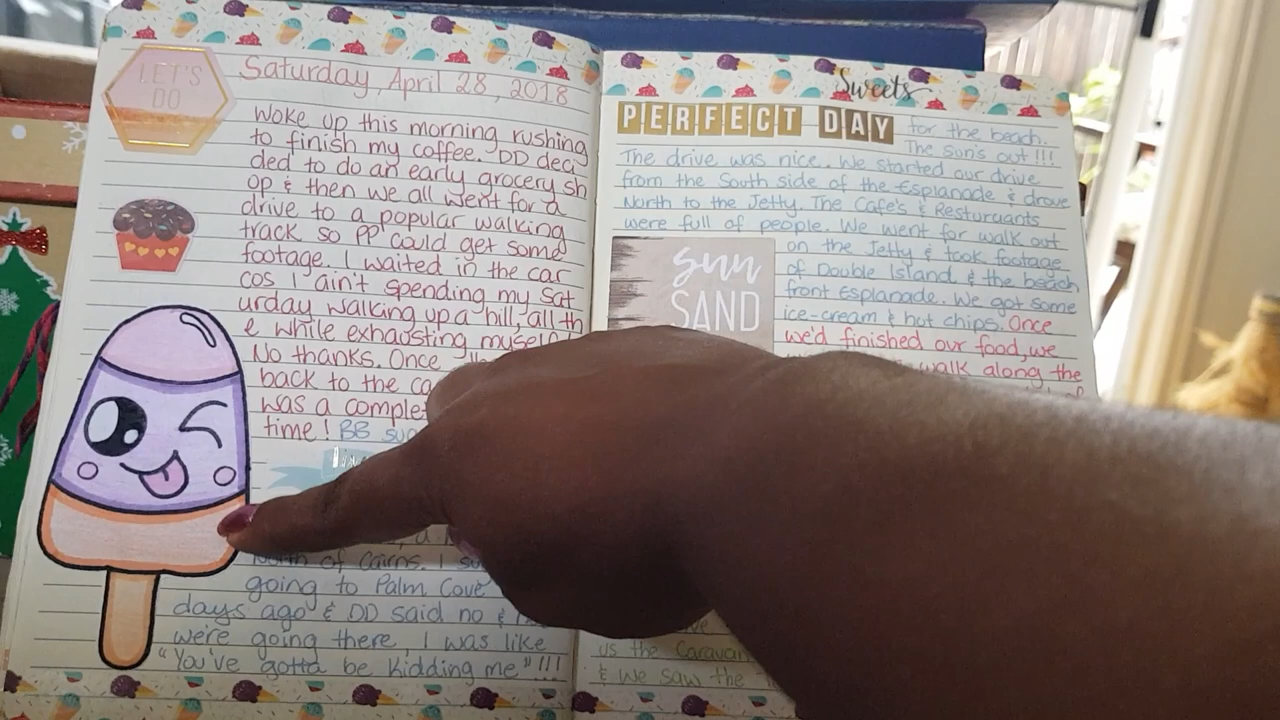 LET'S
DO
Saturday, April 28, 2018
Woke up this morning rushing
to finish my coffee. DD deci
ded to do an early grocery sh
op & then we all went for a
drive to a popular walking
track so PP could get some
footage. I waited in the car
cos I ain't spending my Sat
urday walking up a hill, all th
e while exhausting myself
No thanks. Once
back to the ca
was a comple
time! BB
North of Cairns. I
going to Palm Cove
days ago & DD said no &
we're going there, I was like
"You've gotta be kidding me"!!!
Sweets
PERFECT DAY for the beach.
The sun's out!!!
The drive was nice. We started our drive
from the South side of the Esplanade & drove
North to the Jetty. The Cafe's & Resturuants
were full of people. We went for walk out
on the Jetty & took footage
of Double Island & the beach
front Esplanade. We got some
ice-cream & hot chips. Once
we'd finished our food, we
walk along the
sun
SAND
us the Caravan
& we saw the